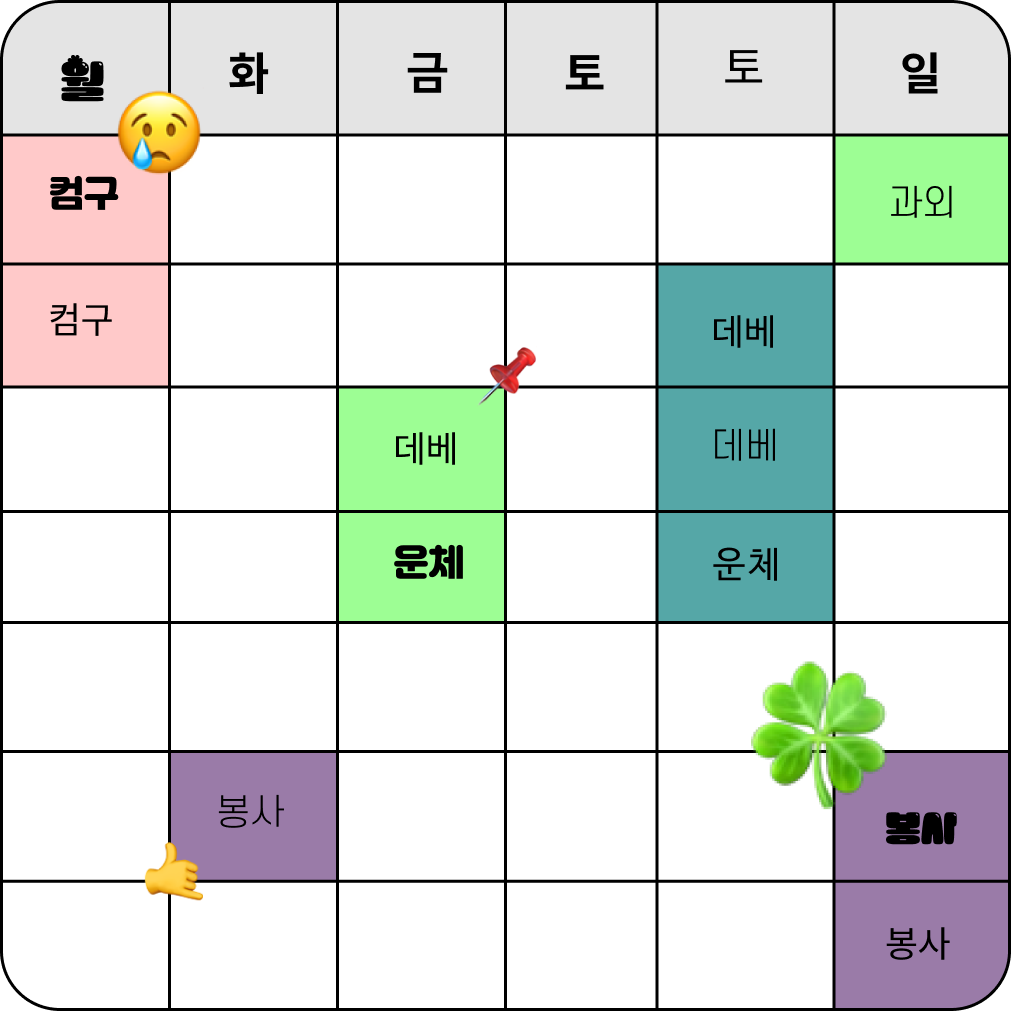 월 화 금 토 토 일
컴구 과외
컴구 데베
데베 데베
운체 운체
봉사 봉사
봉사